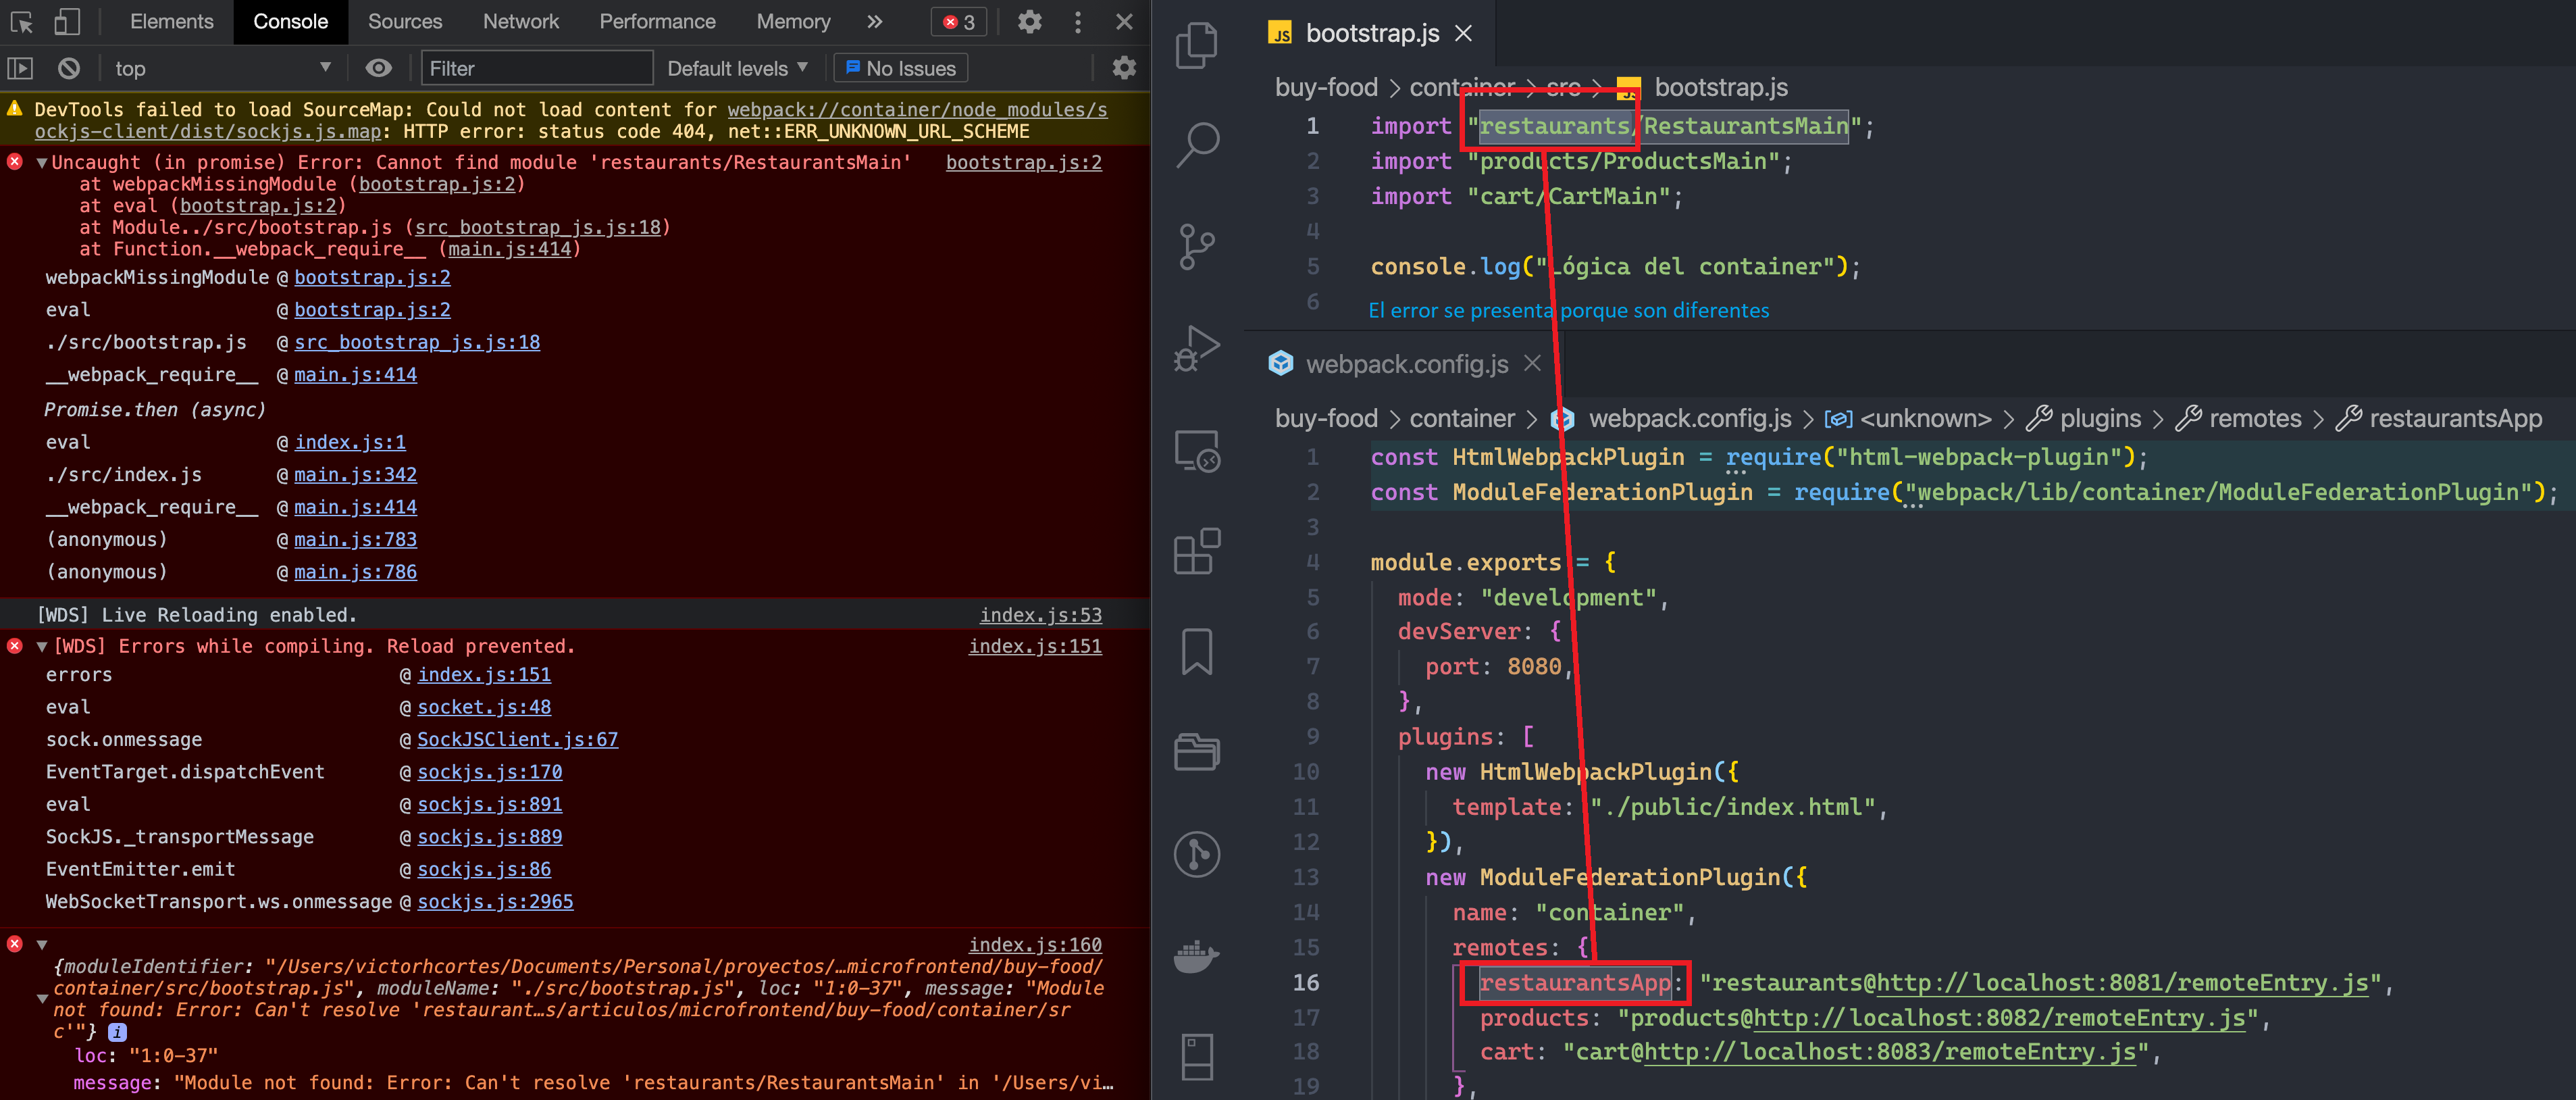 Elements Console Sources Network Performance Memory » 3
top Filter Default levels No Issues
DevTools failed to load SourceMap: Could not load content for webpack://container/node_modules/s
ockjs-client/dist/sockjs.js.map: HTTP error: status code 404, net::ERR_UNKNOWN_URL_SCHEME
Uncaught (in promise) Error: Cannot find module 'restaurants/RestaurantsMain' bootstrap.js:2
at webpackMissingModule (bootstrap.js:2)
at eval (bootstrap.js:2)
at Module../src/bootstrap.js (src_bootstrap_js.js:18)
at Function.__webpack_require__ (main.js:414)
webpackMissingModule @ bootstrap.js:2
eval @ bootstrap.js:2
./src/bootstrap.js @ src_bootstrap_js.js:18
__webpack_require__ @ main.js:414
Promise.then (async)
eval @ index.js:1
./src/index.js @ main.js:342
__webpack_require__ @ main.js:414
(anonymous) @ main.js:783
(anonymous) @ main.js:786
[WDS] Live Reloading enabled. index.js:53
[WDS] Errors while compiling. Reload prevented. index.js:151
errors @ index.js:151
eval @ socket.js:48
sock.onmessage @ SockJSClient.js:67
EventTarget.dispatchEvent @ sockjs.js:170
eval @ sockjs.js:891
SockJS._transportMessage @ sockjs.js:889
EventEmitter.emit @ sockjs.js:86
WebSocketTransport.ws.onmessage @ sockjs.js:2965
index.js:160
{moduleIdentifier: "/Users/victorhcortes/Documents/Personal/proyectos/…microfrontend/buy-food/
container/src/bootstrap.js", moduleName: "./src/bootstrap.js", loc: "1:0-37", message: "Module
not found: Error: Can't resolve 'restaurant…s/articulos/microfrontend/buy-food/container/sr
c'"} i
loc: "1:0-37"
message: "Module not found: Error: Can't resolve 'restaurants/RestaurantsMain' in '/Users/vi…
JS bootstrap.js
buy-food > container > src > JS bootstrap.js
1 import "restaurants/RestaurantsMain";
2 import "products/ProductsMain";
3 import "cart/CartMain";
4
5 console.log("Lógica del container");
6
El error se presenta porque son diferentes
webpack.config.js
buy-food > container > webpack.config.js > <unknown> > plugins > remotes > restaurantsApp
1 const HtmlWebpackPlugin = require("html-webpack-plugin");
2 const ModuleFederationPlugin = require("webpack/lib/container/ModuleFederationPlugin");
3
4 module.exports = {
5 mode: "development",
6 devServer: {
7 port: 8080,
8 },
9 plugins: [
10 new HtmlWebpackPlugin({
11 template: "./public/index.html",
12 }),
13 new ModuleFederationPlugin({
14 name: "container",
15 remotes: {
16 restaurantsApp: "restaurants@http://localhost:8081/remoteEntry.js",
17 products: "products@http://localhost:8082/remoteEntry.js",
18 cart: "cart@http://localhost:8083/remoteEntry.js",
19 },